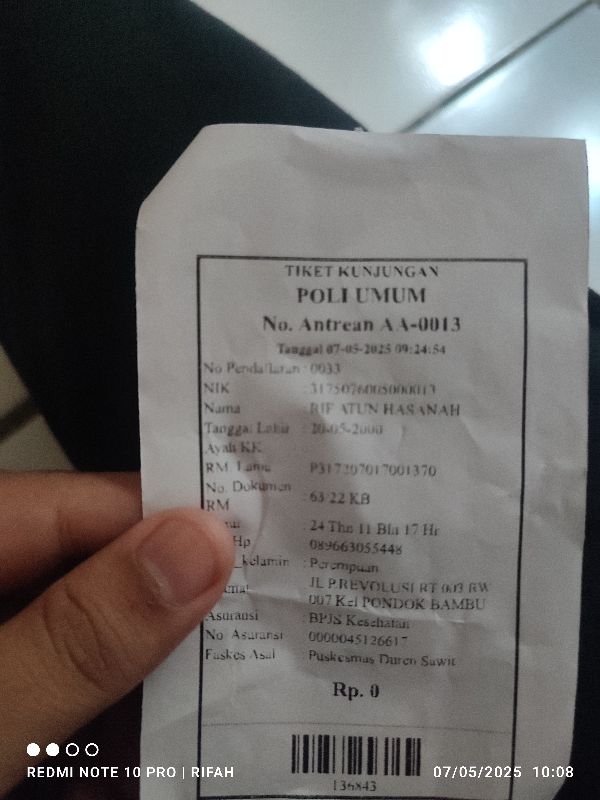 TIKET KUNJUNGAN
POLI UMUM
No. Antrean AA-0013
Tanggal 07-05-2025 09:24:54
No Pendaftaran : 0033
NIK : 3175076005000013
Nama : RIF ATUN HASANAH
Tanggal Lahir : 20-05-2000
Ayah KK
RM. Lama : P317207017001370
No. Dokumen RM : 63-22 KB
: 24 Thn 11 Bln 17 Hr
Hp : 089663055448
_kelamin : Perempuan
JL P.REVOLUSI RT 003 RW
007 Kel PONDOK BAMBU
Asuransi : BPJS Kesehatan
No Asuransi : 0000045126617
Faskes Asal : Puskesmas Duren Sawit
Rp. 0
136843
REDMI NOTE 10 PRO | RIFAH
07/05/2025 10:08